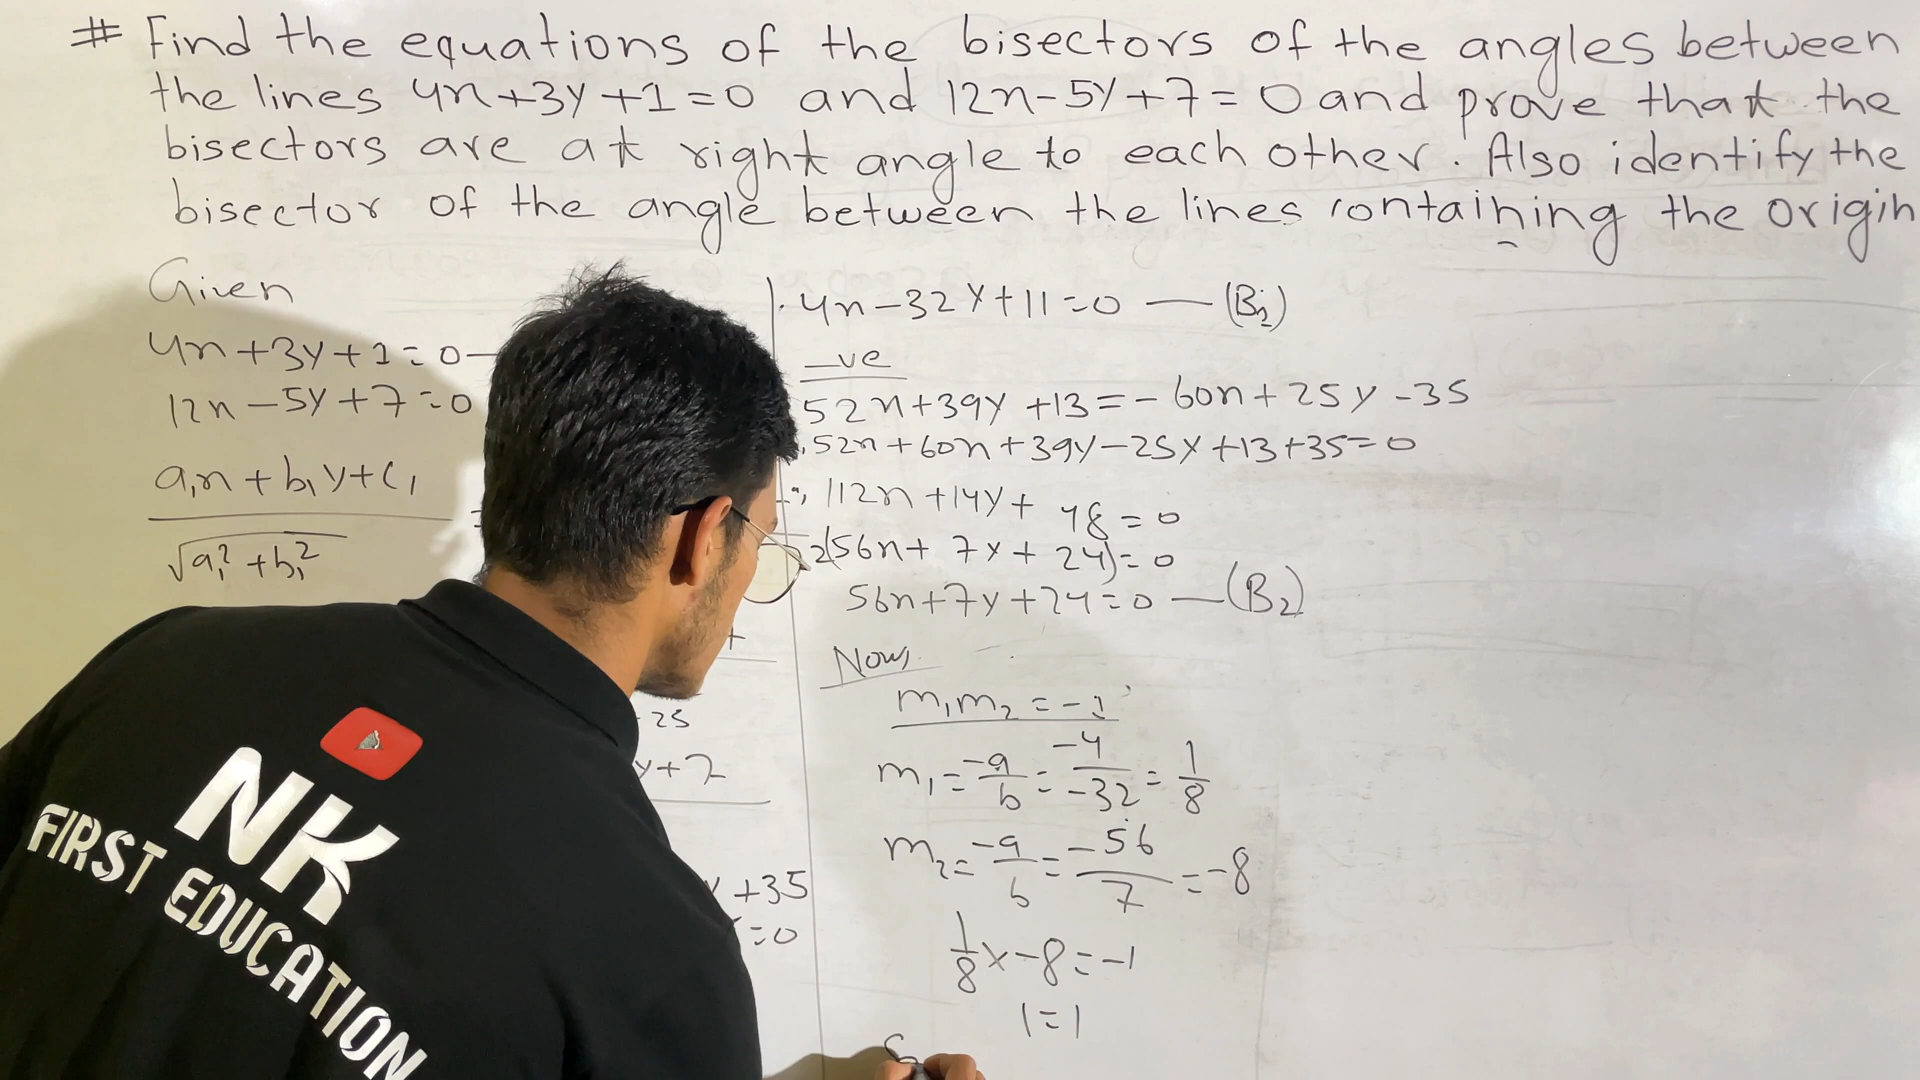 # Find the equations of the bisectors of the angles between
the lines 4x+3y+1=0 and 12x-5y+7=0 and prove that the
bisectors are at right angle to each other. Also identify the
bisector of the angle between the lines containing the origin
Given
4x+3y+1=0
12x-5y+7=0
a₁x+b₁y+c₁
√a₁²+b₁²
=
+
25
y+7
+35
=0
4x-32y+11=0 — (B₁)
-ve
52x+39y+13=-60x+25y-35
52x+60x+39y-25y+13+35=0
112x+14y+48=0
2(56x+7y+24)=0
56x+7y+24=0 — (B₂)
Now,
m₁m₂=-1
m₁=-a/b=-4/-32=1/8
m₂=-a/b=-56/7=-8
1/8×-8=-1
1=1
NK
FIRST EDUCATION